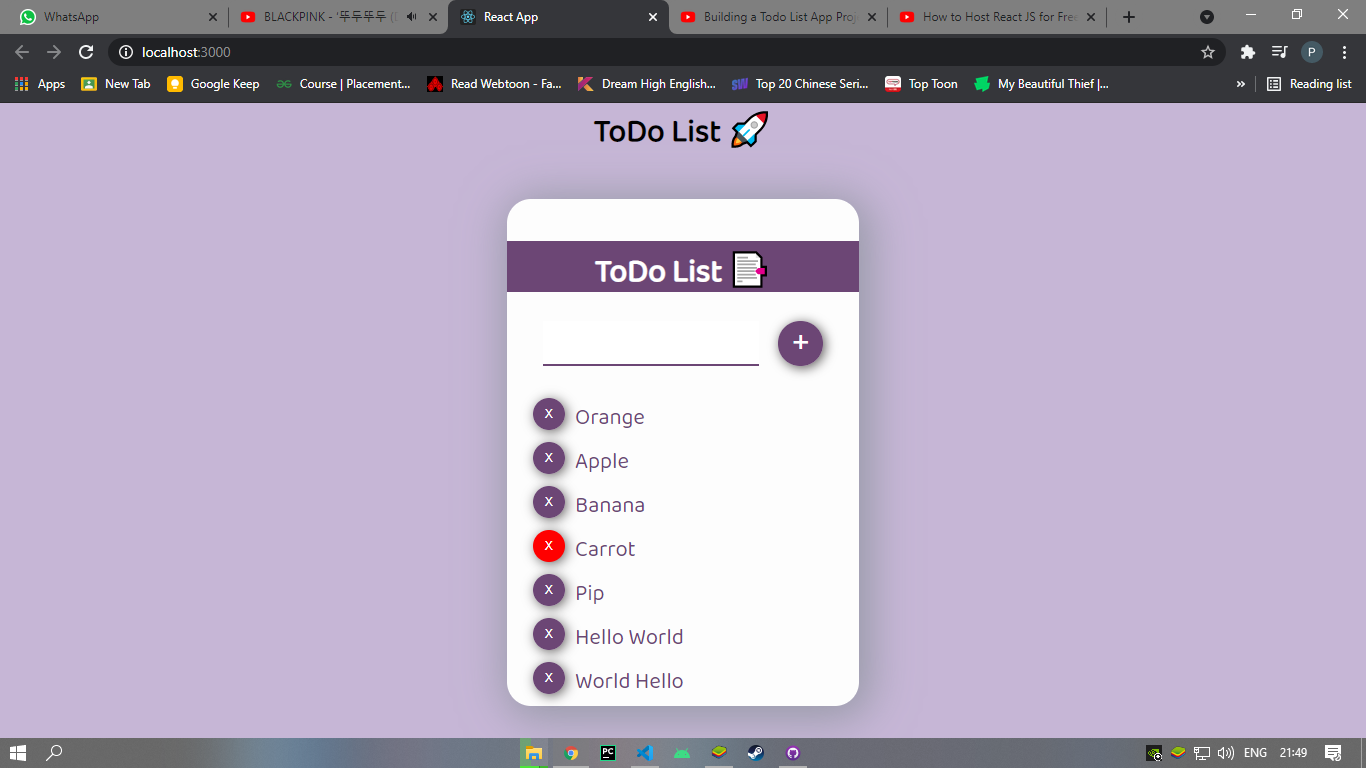 WhatsApp
BLACKPINK - '뚜두뚜두 (
React App
Building a Todo List App Proj
How to Host React JS for Free
localhost:3000
P
Apps
New Tab
Google Keep
Course | Placement...
Read Webtoon - Fa...
Dream High English...
SW
Top 20 Chinese Seri...
Top Toon
My Beautiful Thief |...
»
Reading list
ToDo List 🚀
ToDo List 📑
+
x Orange
x Apple
x Banana
x Carrot
x Pip
x Hello World
x World Hello
PC
ENG
21:49